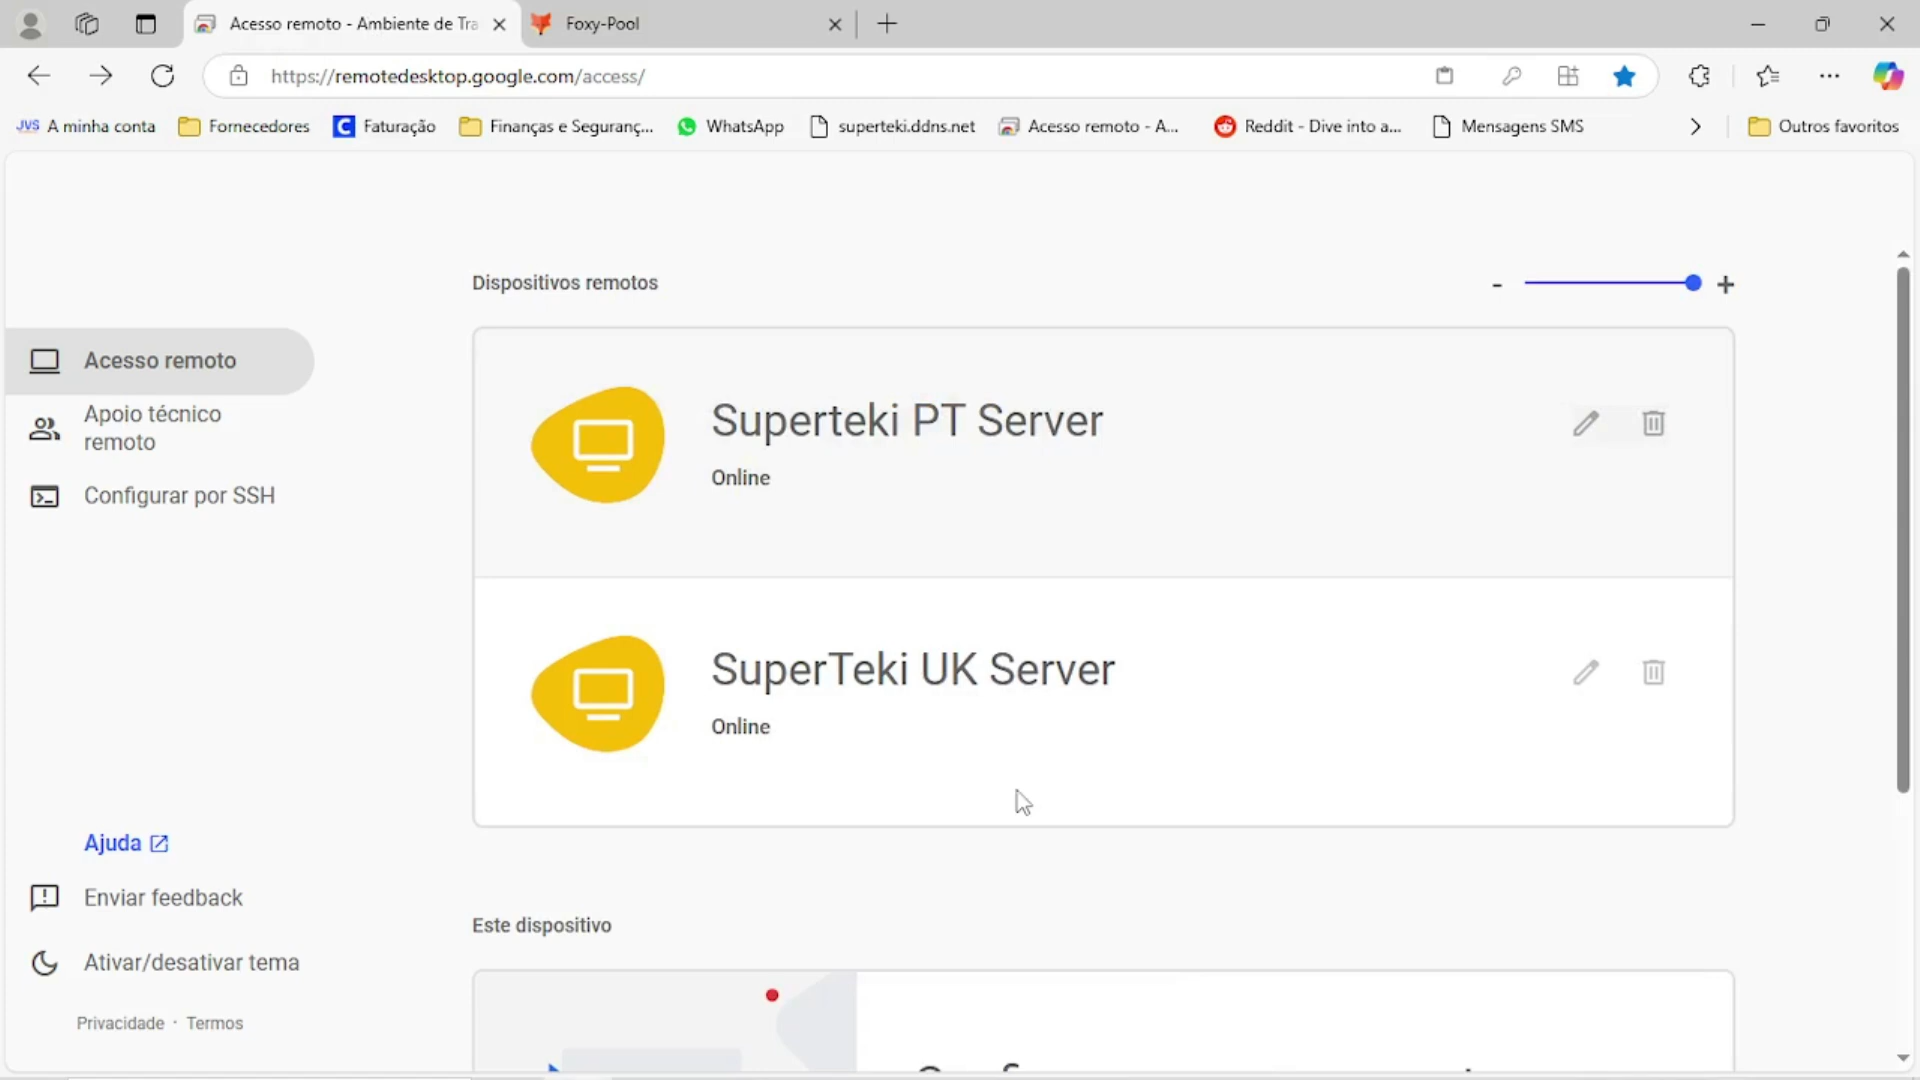 Acesso remoto - Ambiente de Tra
Foxy-Pool
https://remotedesktop.google.com/access/
JVS A minha conta
Fornecedores
C Faturação
Finanças e Seguranç...
WhatsApp
superteki.ddns.net
Acesso remoto - A...
Reddit - Dive into a...
Mensagens SMS
Outros favoritos
Dispositivos remotos
- +
Acesso remoto
Apoio técnico
remoto
Configurar por SSH
Superteki PT Server
Online
SuperTeki UK Server
Online
Ajuda
Enviar feedback
Ativar/desativar tema
Privacidade · Termos
Este dispositivo